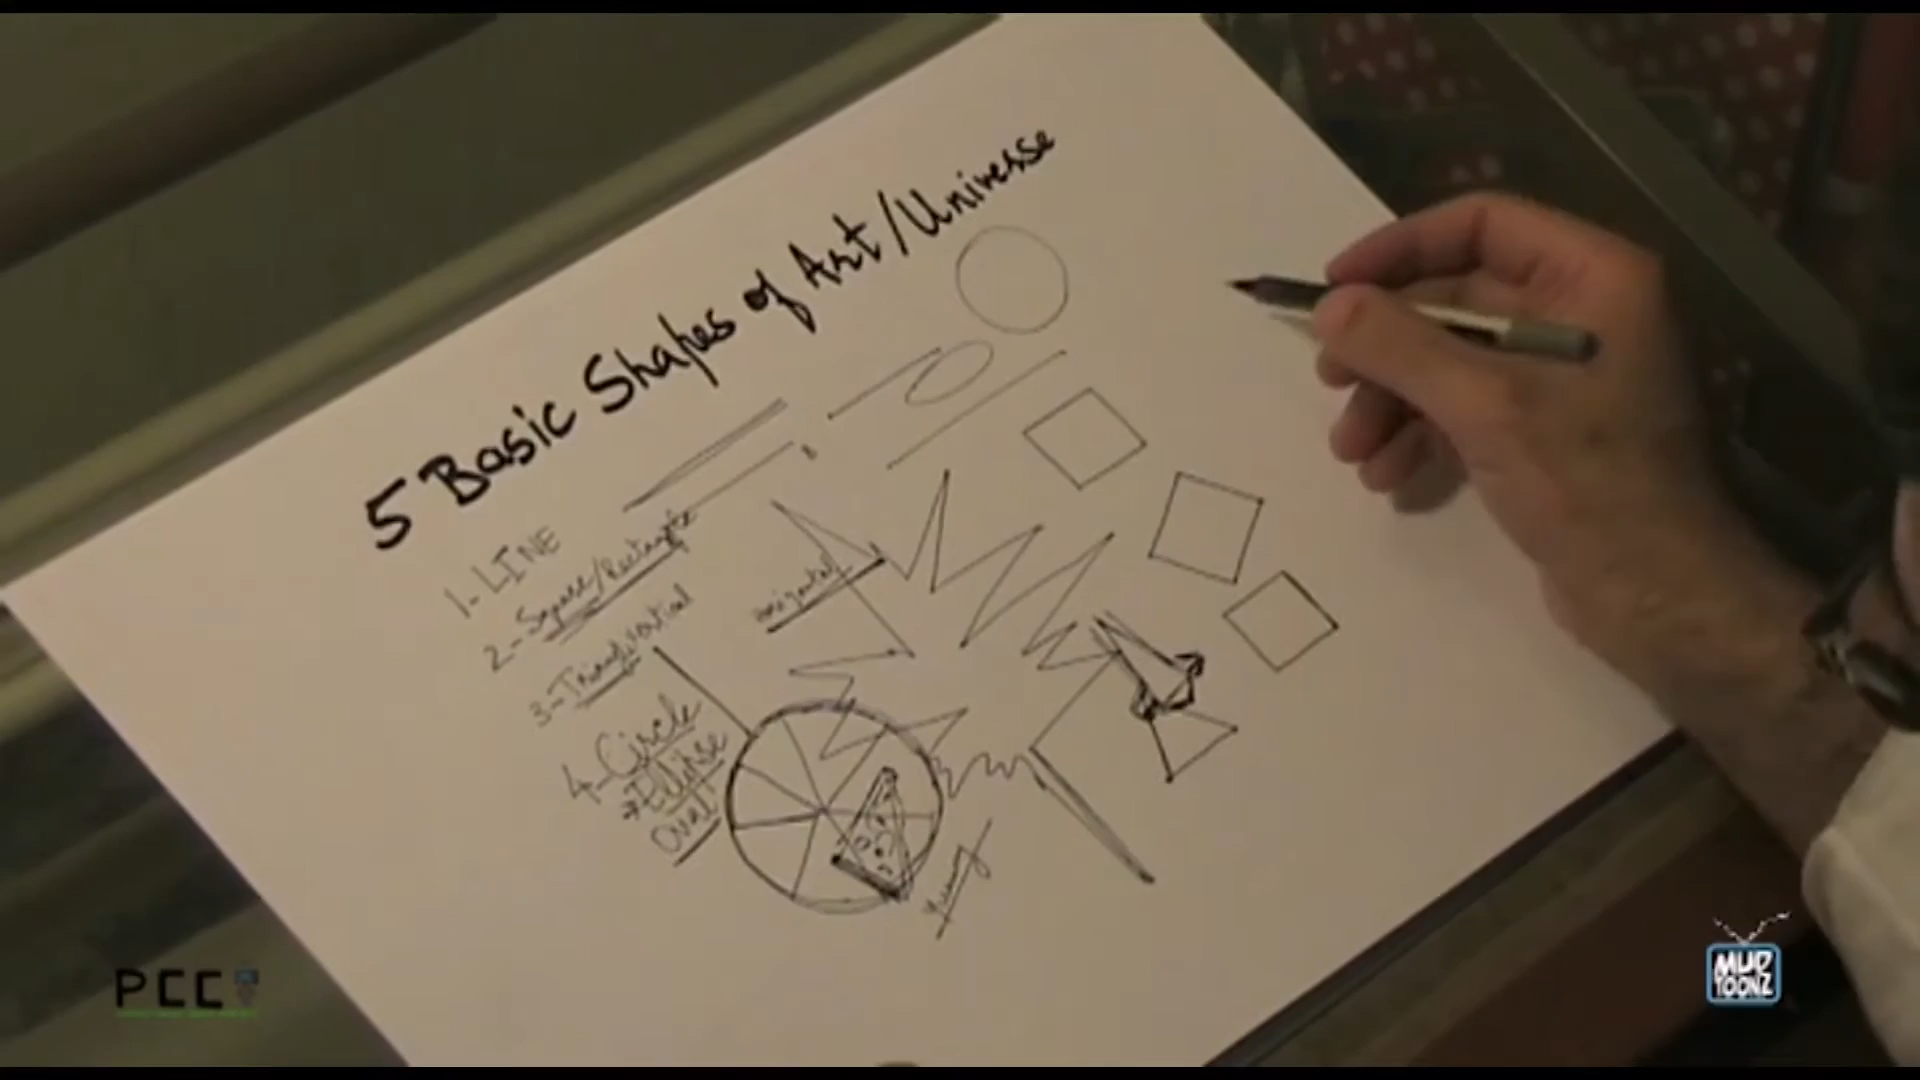 5 Basic Shapes of Art/Universe
1- LINE
2- Square/Rectangle
3- Triangle
vertical
Horizontal
4- Circle
→ Ellipse
Oval
PCC
MUD
TOONZ